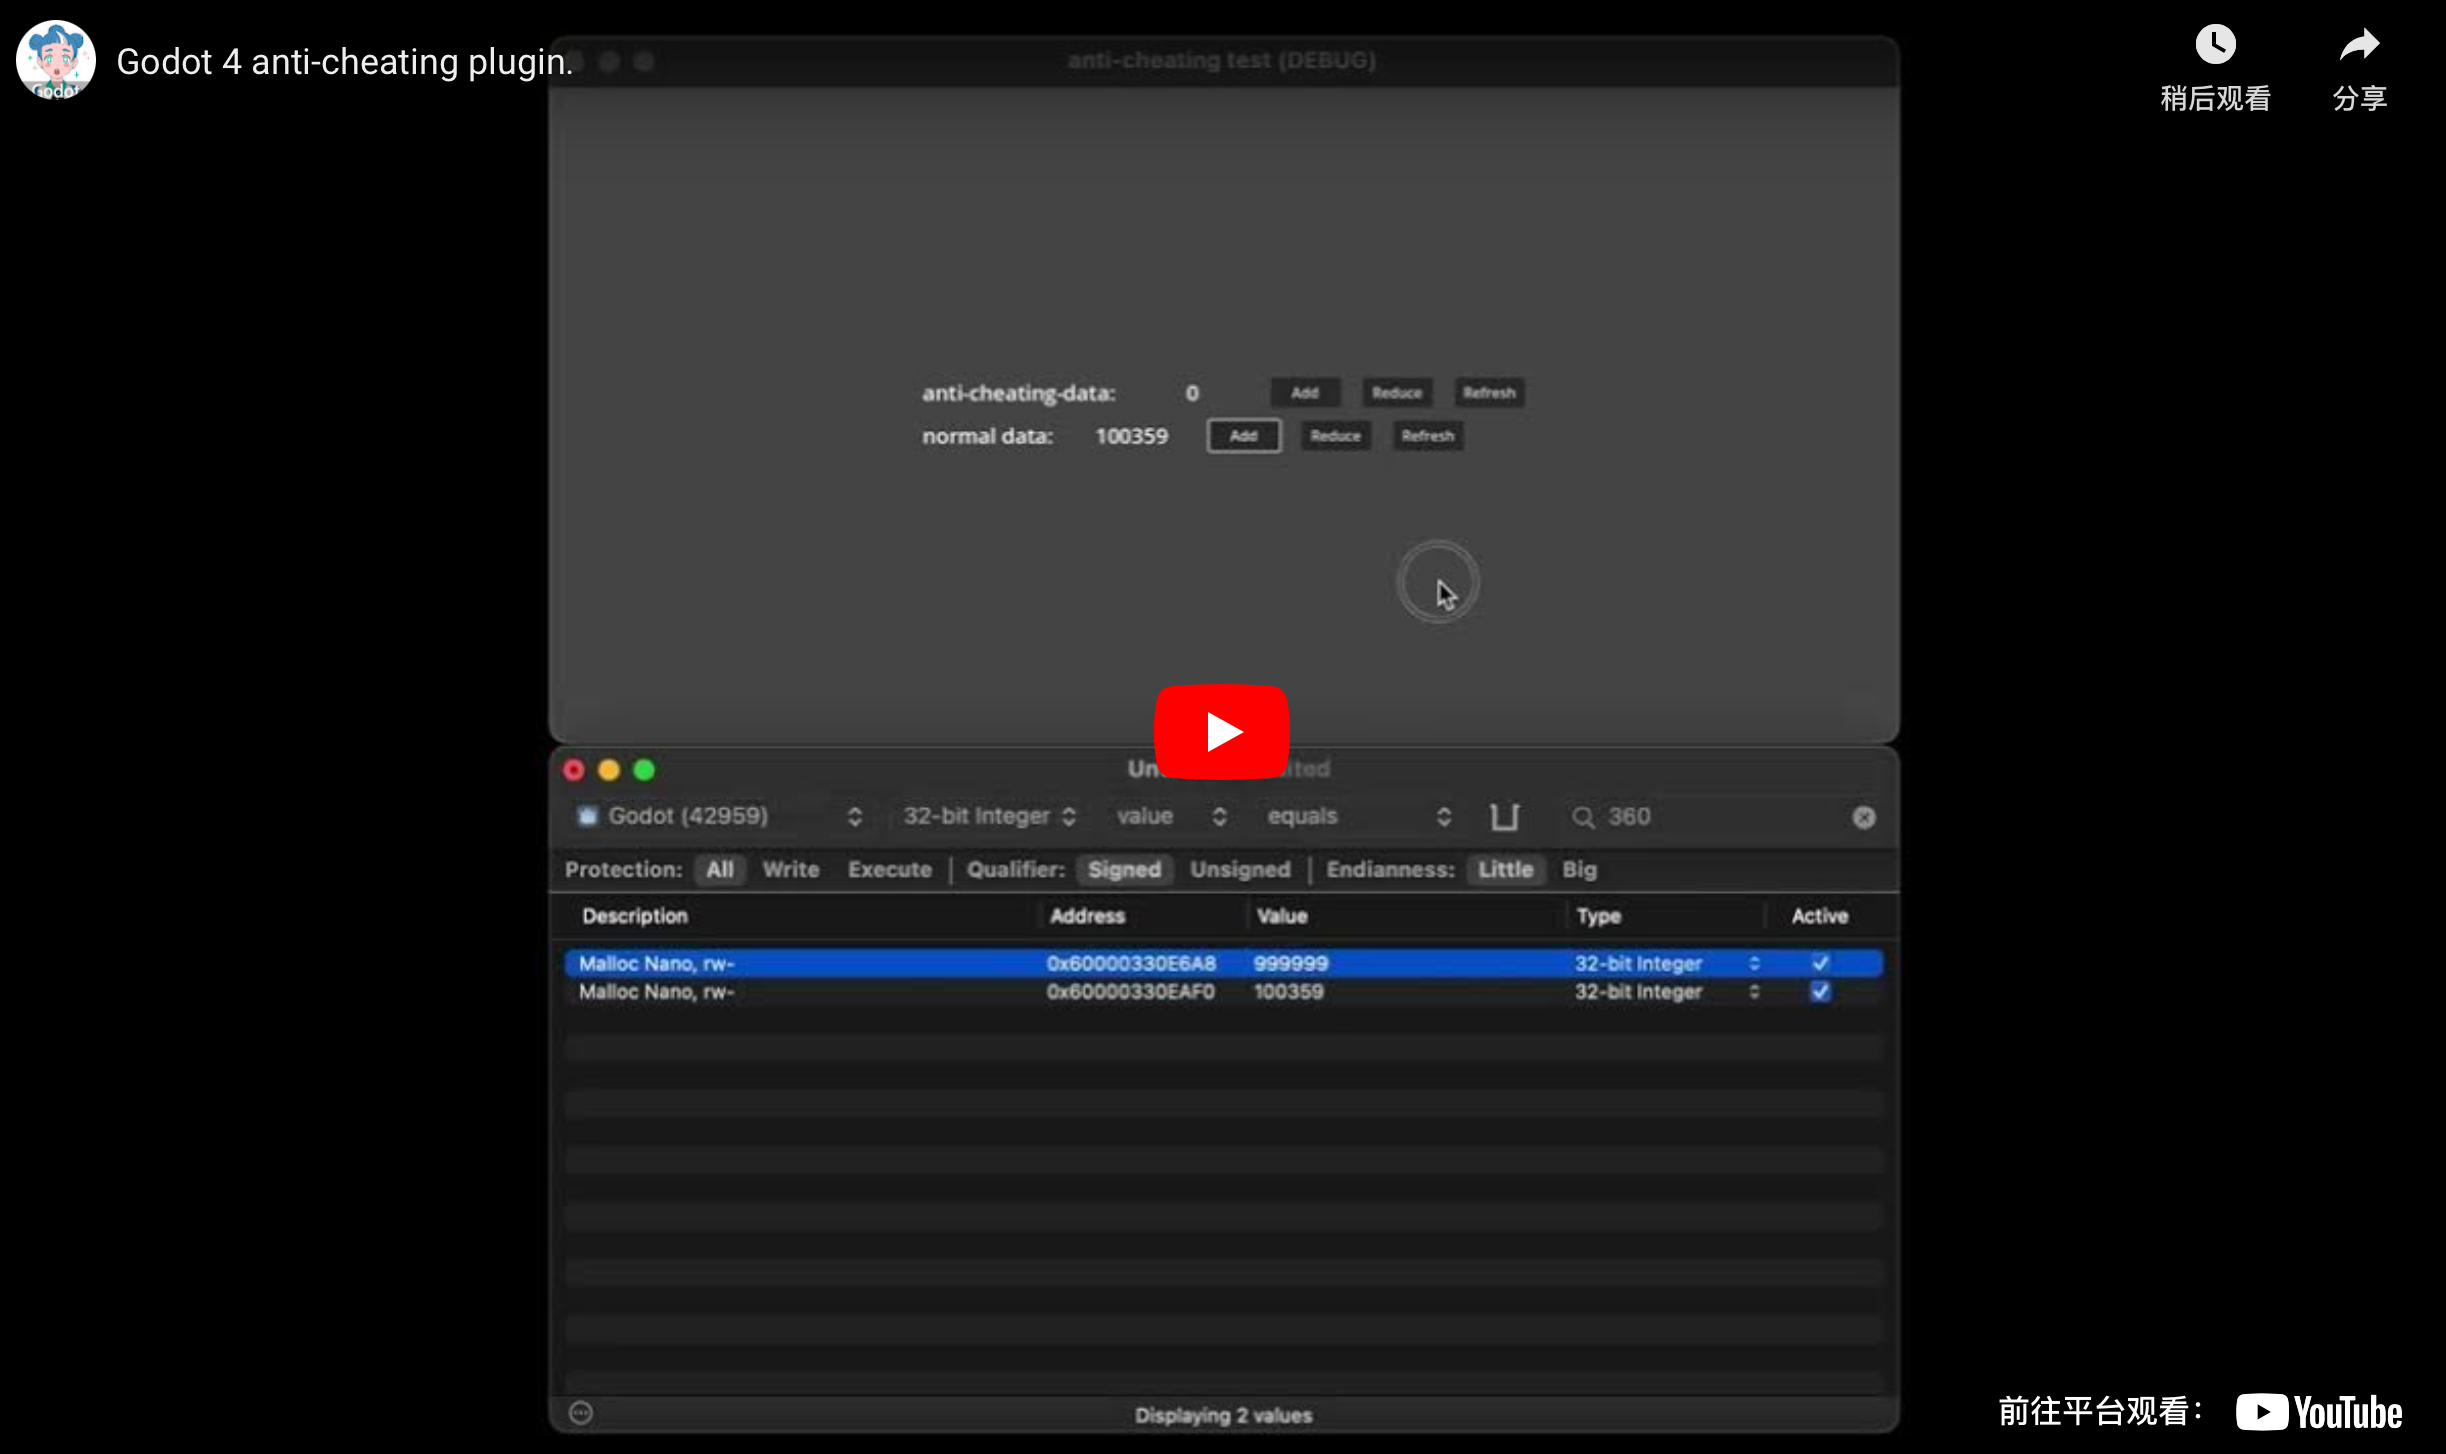 Godot 4 anti-cheating plugin.
anti-cheating test (DEBUG)
稍后观看
分享
Godot
anti-cheating-data: 0 Add Reduce Refresh
normal data: 100359 Add Reduce Refresh
Godot (42959) 32-bit Integer value equals 360
Protection: All Write Execute | Qualifier: Signed Unsigned | Endianness: Little Big
Description Address Value Type Active
Malloc Nano, rw- 0x60000330E6A8 999999 32-bit Integer
Malloc Nano, rw- 0x60000330EAF0 100359 32-bit Integer
Displaying 2 values
前往平台观看： YouTube